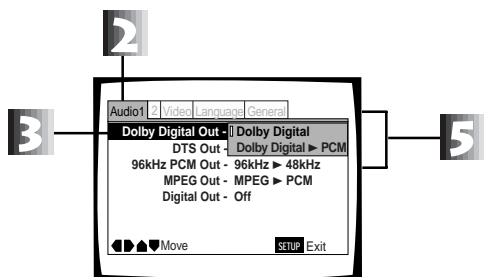 2
Audio1 2 Video Language General
3
Dolby Digital Out - Dolby Digital
5
DTS Out - Dolby Digital ► PCM
96kHz PCM Out - 96kHz ► 48kHz
MPEG Out - MPEG ► PCM
Digital Out - Off
Move SETUP Exit